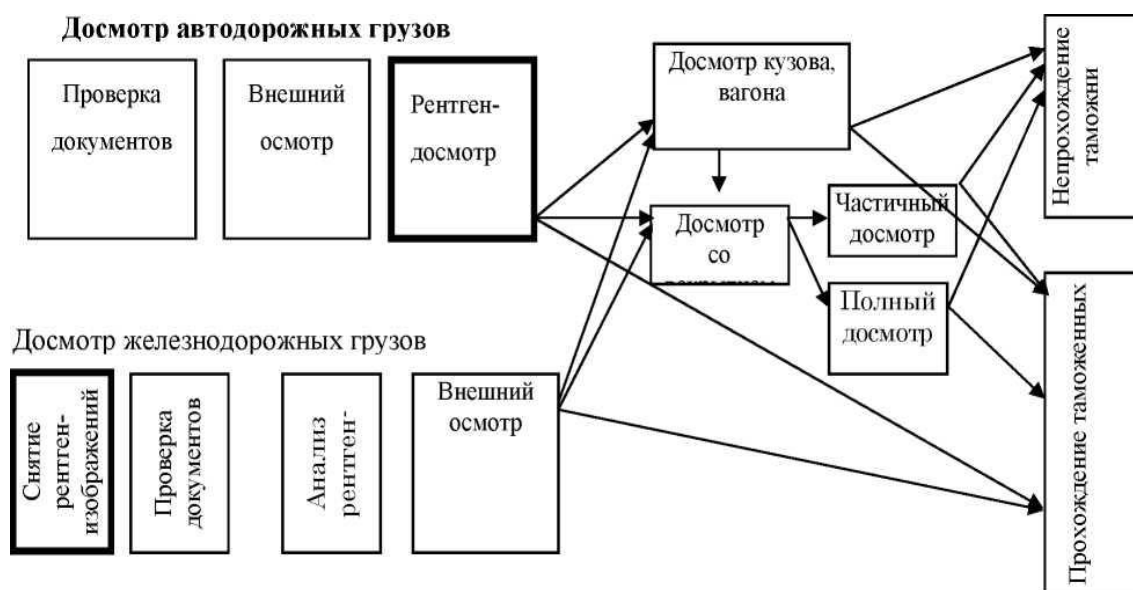 Досмотр автодорожных грузов
Проверка
документов
Внешний
осмотр
Рентген-
досмотр
Досмотр кузова,
вагона
Досмотр
со
Частичный
досмотр
Полный
досмотр
Непрохождение
таможни
Прохождение таможенных
Досмотр железнодорожных грузов
Снятие
рентген-
изображений
Проверка
документов
Анализ
рентген-
Внешний
осмотр